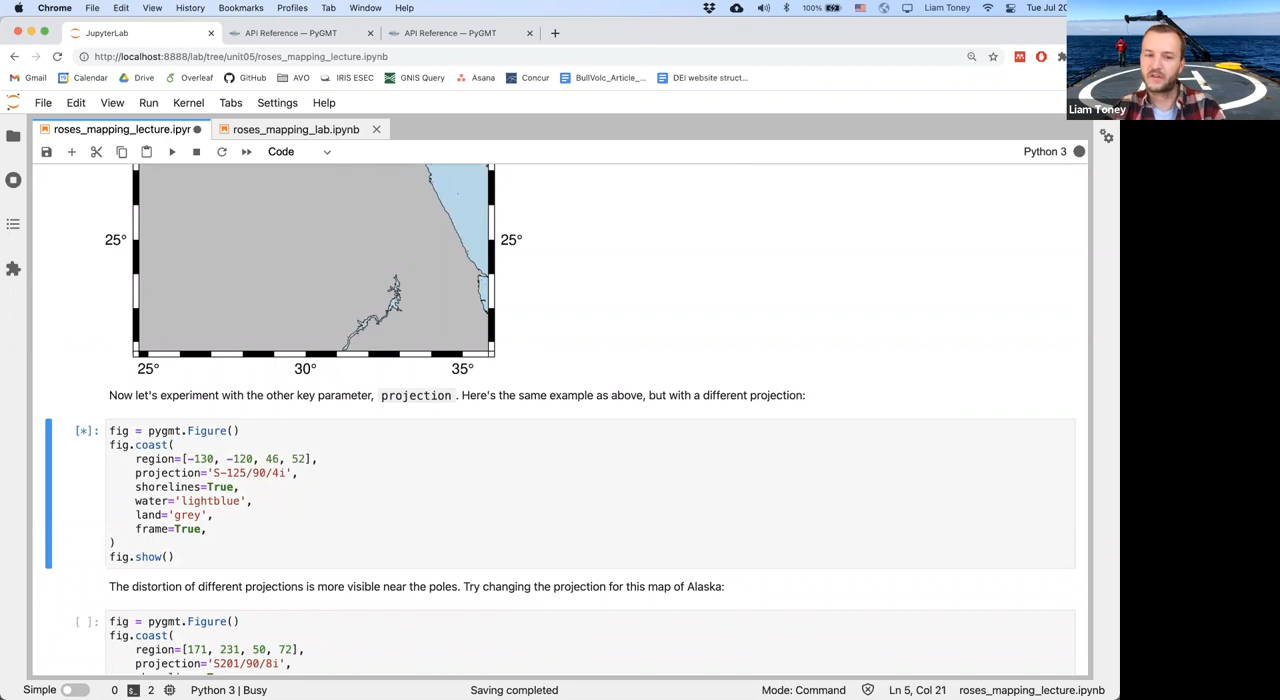 Chrome File Edit View History Bookmarks Profiles Tab Window Help 100% Liam Toney Tue Jul 20
JupyterLab API Reference — PyGMT API Reference — PyGMT
http://localhost:8888/lab/tree/unit05/roses_mapping_lecture.ipynb
Gmail Calendar Drive Overleaf GitHub AVO IRIS ESEC GNIS Query Asana Concur BullVolc_Article_... DEI website struct...
Liam Toney
File Edit View Run Kernel Tabs Settings Help
roses_mapping_lecture.ipyr roses_mapping_lab.ipynb
Code Python 3
25° 25°
25° 30° 35°
Now let's experiment with the other key parameter, projection . Here's the same example as above, but with a different projection:
[*]: fig = pygmt.Figure()
fig.coast(
region=[-130, -120, 46, 52],
projection='S-125/90/4i',
shorelines=True,
water='lightblue',
land='grey',
frame=True,
)
fig.show()
The distortion of different projections is more visible near the poles. Try changing the projection for this map of Alaska:
[ ]: fig = pygmt.Figure()
fig.coast(
region=[171, 231, 50, 72],
projection='S201/90/8i',
Simple 0 2 Python 3 | Busy Saving completed Mode: Command Ln 5, Col 21 roses_mapping_lecture.ipynb